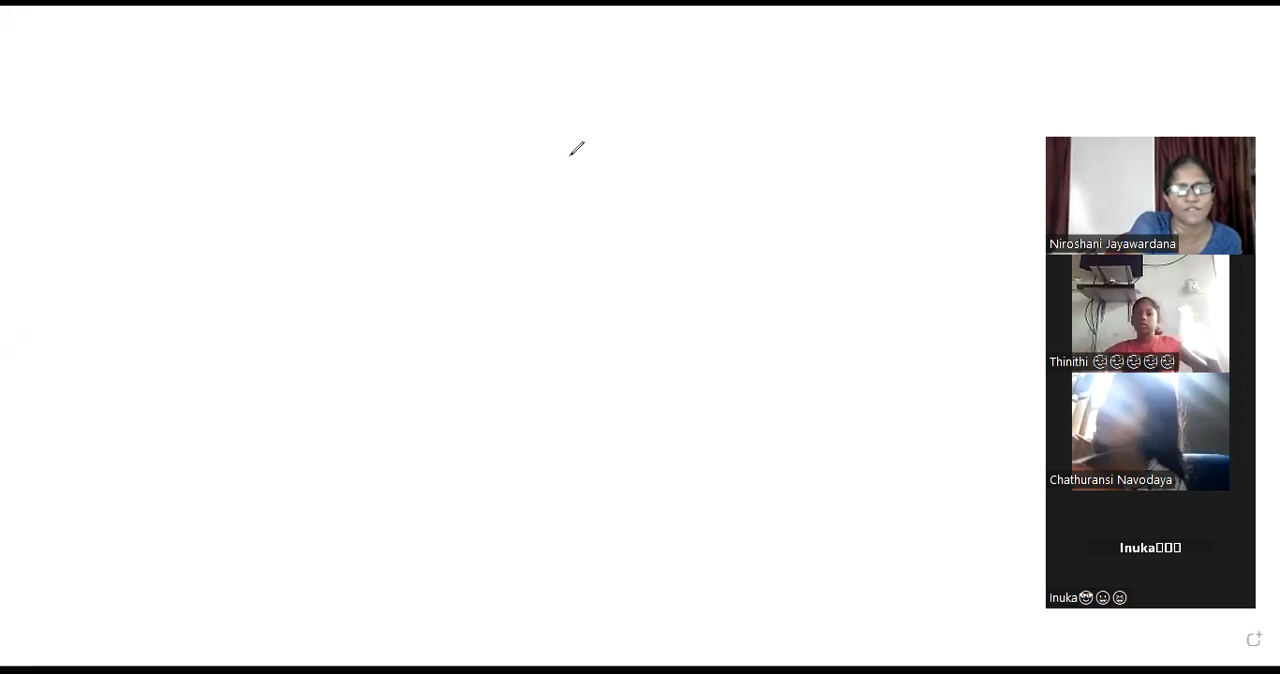 Niroshani Jayawardana
Thinithi 
Chathuransi Navodaya
Inuka
Inuka